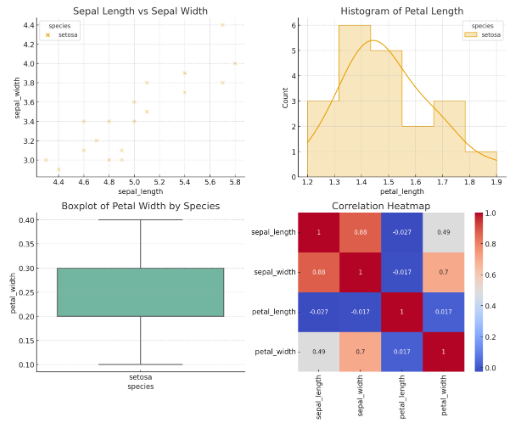 Sepal Length vs Sepal Width
species
setosa
sepal_width
4.4
4.2
4.0
3.8
3.6
3.4
3.2
3.0
4.4 4.6 4.8 5.0 5.2 5.4 5.6 5.8
sepal_length
Histogram of Petal Length
species
setosa
Count
6
5
4
3
2
1
0
1.2 1.3 1.4 1.5 1.6 1.7 1.8 1.9
petal_length
Boxplot of Petal Width by Species
petal_width
0.40
0.35
0.30
0.25
0.20
0.15
0.10
setosa
species
Correlation Heatmap
sepal_length 1 0.88 -0.027 0.49
sepal_width 0.88 1 -0.017 0.7
petal_length -0.027 -0.017 1 0.017
petal_width 0.49 0.7 0.017 1
sepal_length sepal_width petal_length petal_width
1.0
0.8
0.6
0.4
0.2
0.0